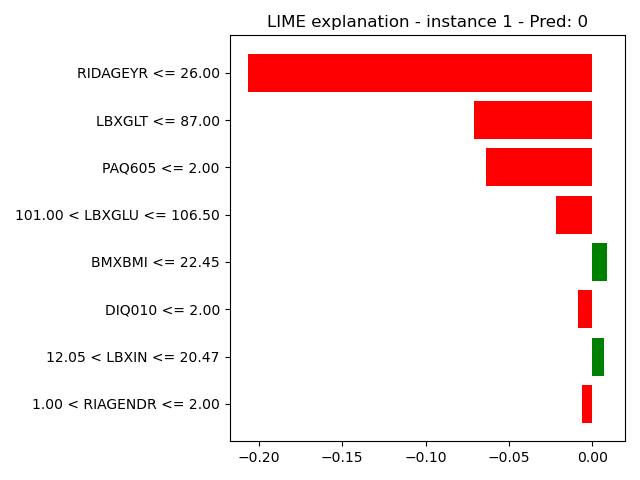 LIME explanation - instance 1 - Pred: 0
RIDAGEYR <= 26.00
LBXGLT <= 87.00
PAQ605 <= 2.00
101.00 < LBXGLU <= 106.50
BMXBMI <= 22.45
DIQ010 <= 2.00
12.05 < LBXIN <= 20.47
1.00 < RIAGENDR <= 2.00
−0.20 −0.15 −0.10 −0.05 0.00